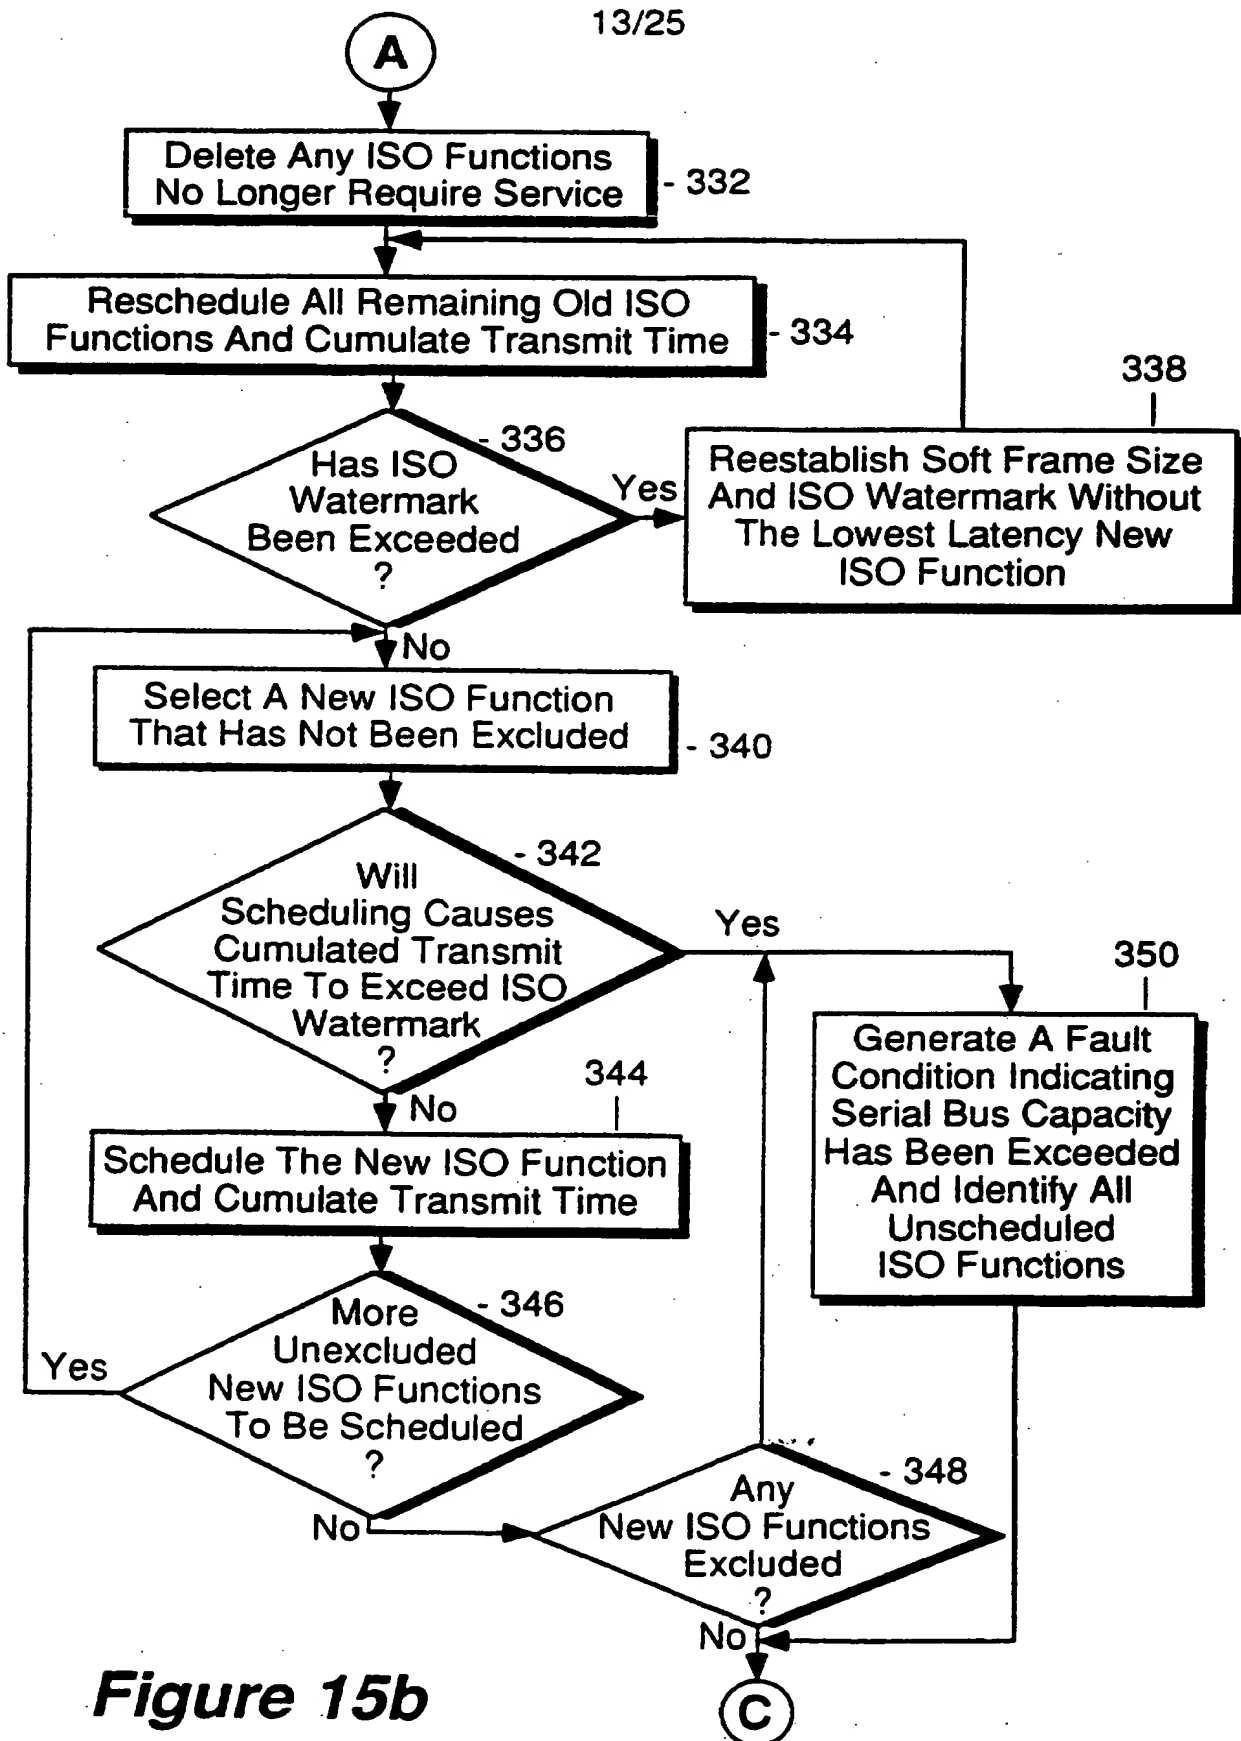 13/25
A
Delete Any ISO Functions
No Longer Require Service
- 332
Reschedule All Remaining Old ISO
Functions And Cumulate Transmit Time
- 334
338
- 336
Has ISO
Watermark
Been Exceeded
?
Yes
Reestablish Soft Frame Size
And ISO Watermark Without
The Lowest Latency New
ISO Function
No
Select A New ISO Function
That Has Not Been Excluded
- 340
- 342
Will
Scheduling Causes
Cumulated Transmit
Time To Exceed ISO
Watermark
?
Yes
350
Generate A Fault
Condition Indicating
Serial Bus Capacity
Has Been Exceeded
And Identify All
Unscheduled
ISO Functions
344
No
Schedule The New ISO Function
And Cumulate Transmit Time
- 346
More
Unexcluded
New ISO Functions
To Be Scheduled
?
Yes
No
- 348
Any
New ISO Functions
Excluded
?
No
C
Figure 15b